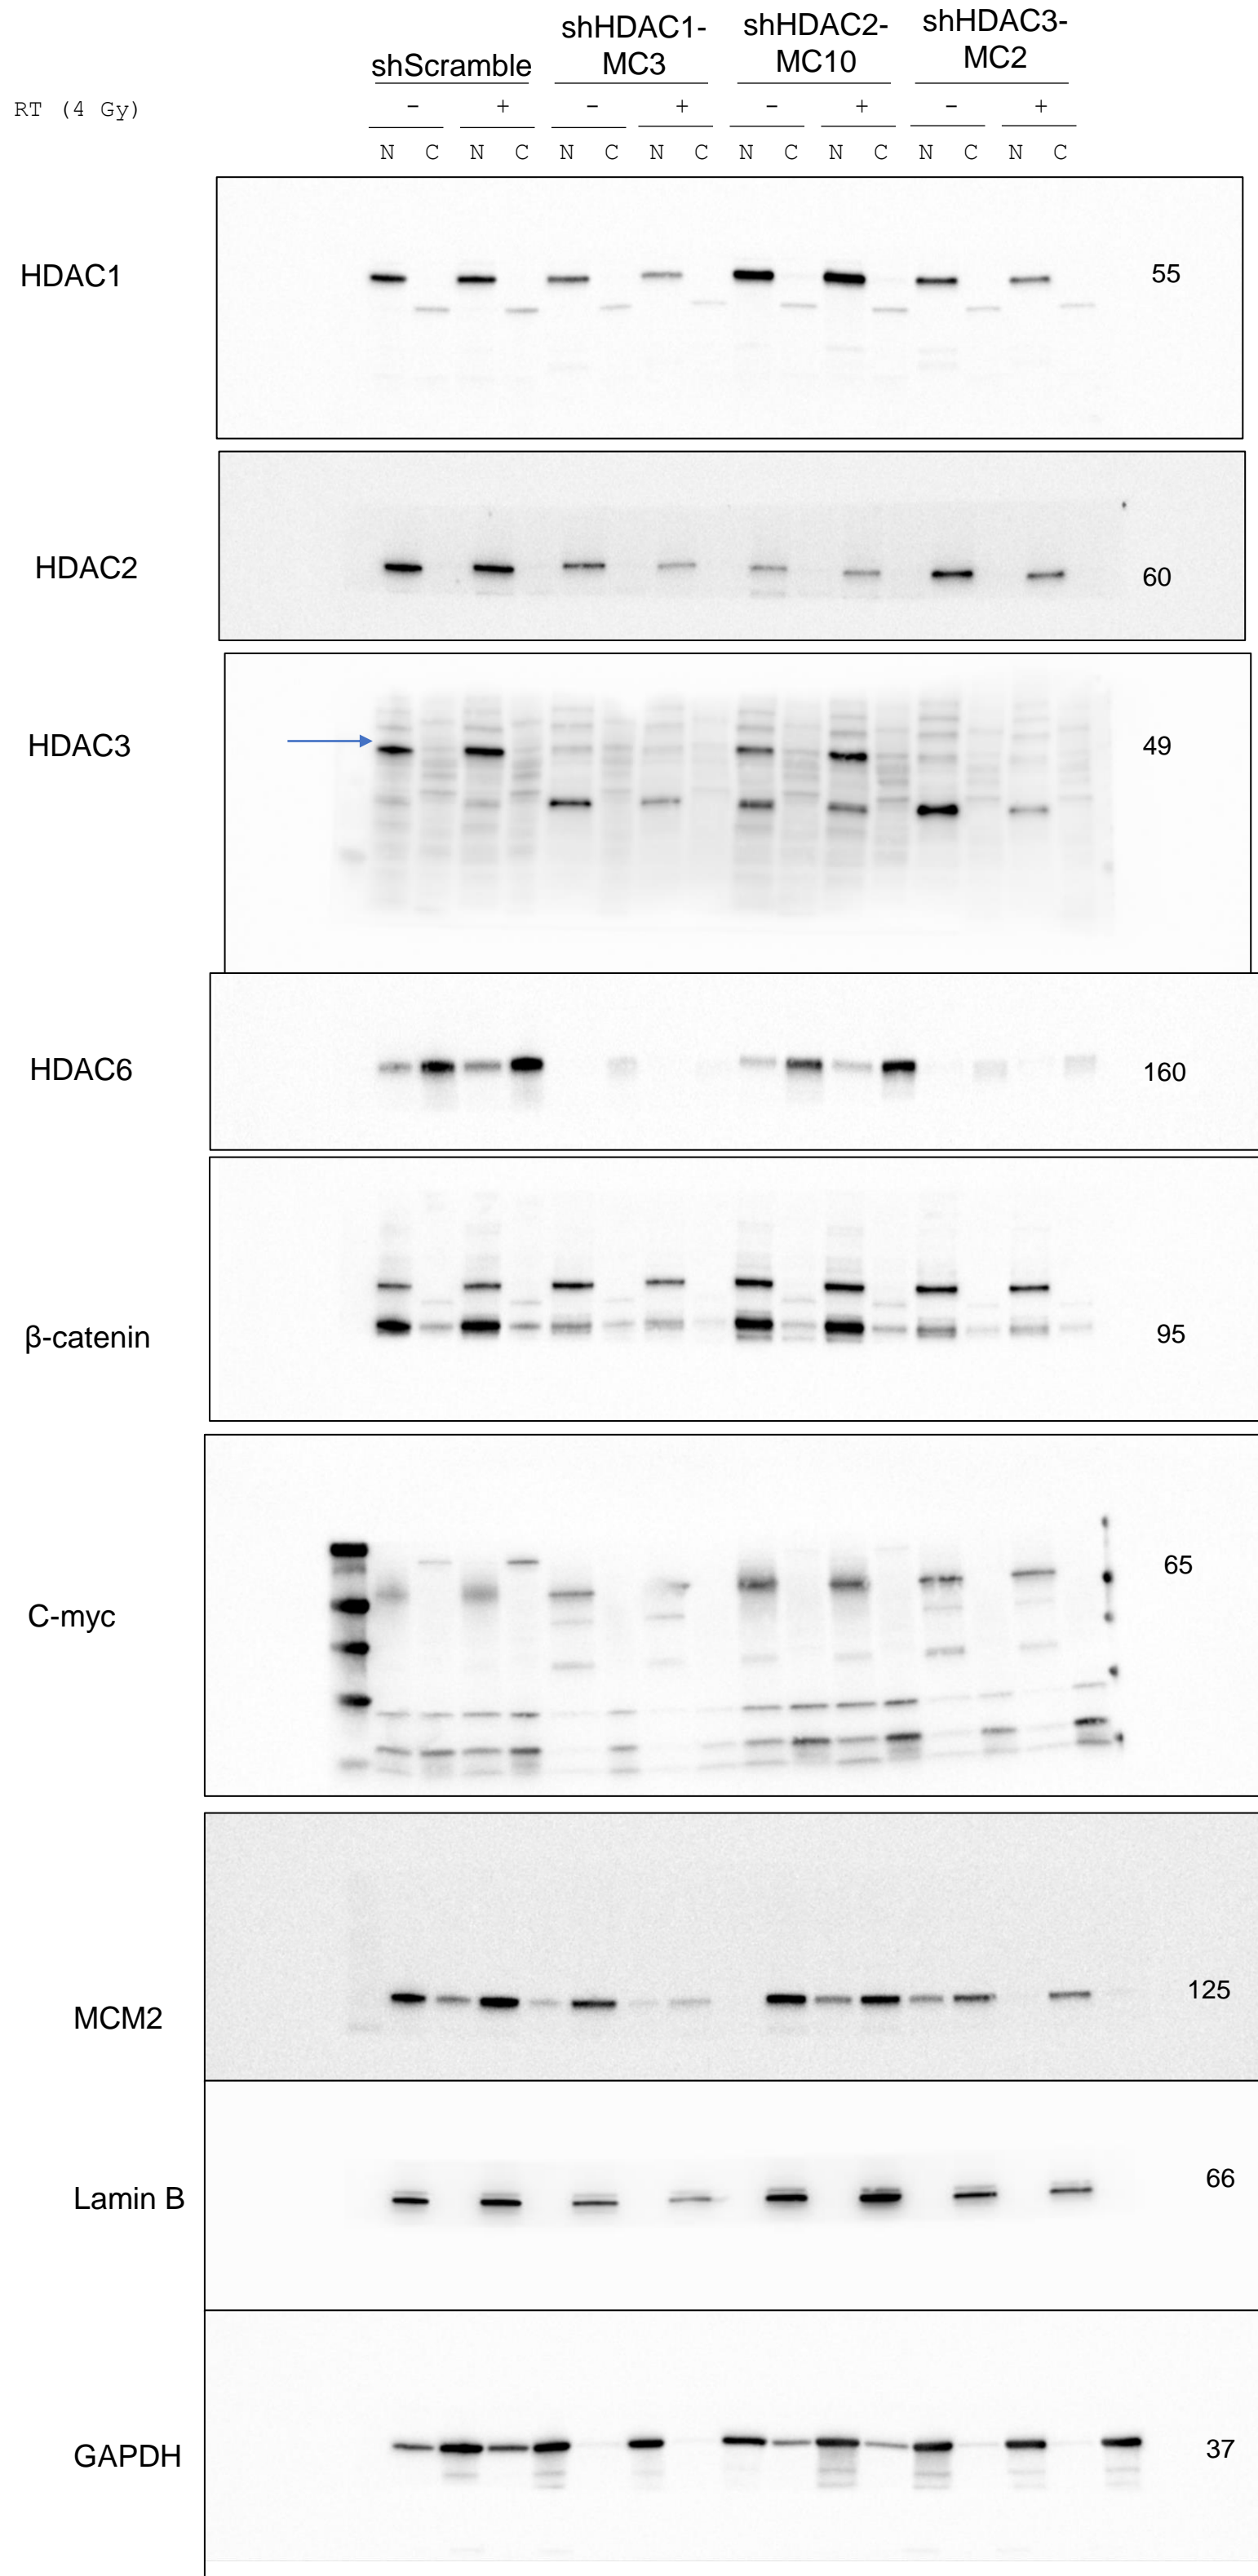 shScramble shHDAC1- shHDAC2- shHDAC3-
MC3 MC10 MC2
RT (4 Gy) − + − + − + − +
N C N C N C N C N C N C N C N C
HDAC1 55
HDAC2 60
HDAC3 49
HDAC6 160
β-catenin 95
C-myc 65
MCM2 125
Lamin B 66
GAPDH 37